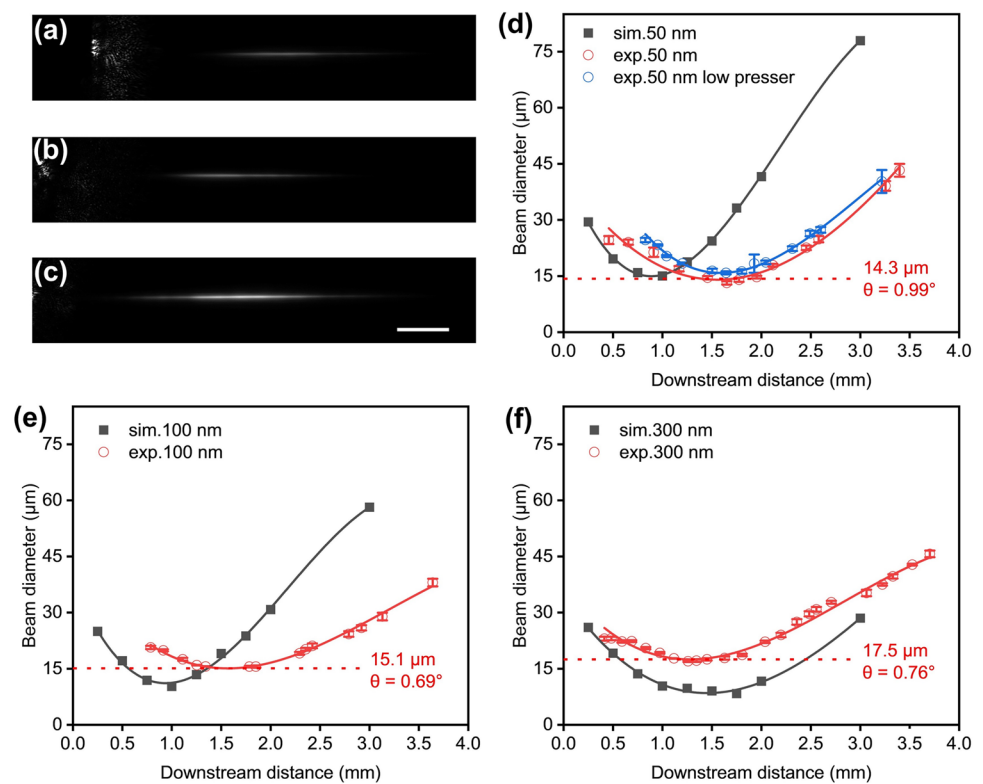 (a)
(b)
(c)
(d)
sim.50 nm
exp.50 nm
exp.50 nm low presser
75
60
45
30
15
0
Beam diameter (μm)
14.3 μm
θ = 0.99°
0.0 0.5 1.0 1.5 2.0 2.5 3.0 3.5 4.0
Downstream distance (mm)
(e)
sim.100 nm
exp.100 nm
75
60
45
30
15
0
Beam diameter (μm)
15.1 μm
θ = 0.69°
0.0 0.5 1.0 1.5 2.0 2.5 3.0 3.5 4.0
Downstream distance (mm)
(f)
sim.300 nm
exp.300 nm
75
60
45
30
15
0
Beam diameter (μm)
17.5 μm
θ = 0.76°
0.0 0.5 1.0 1.5 2.0 2.5 3.0 3.5 4.0
Downstream distance (mm)